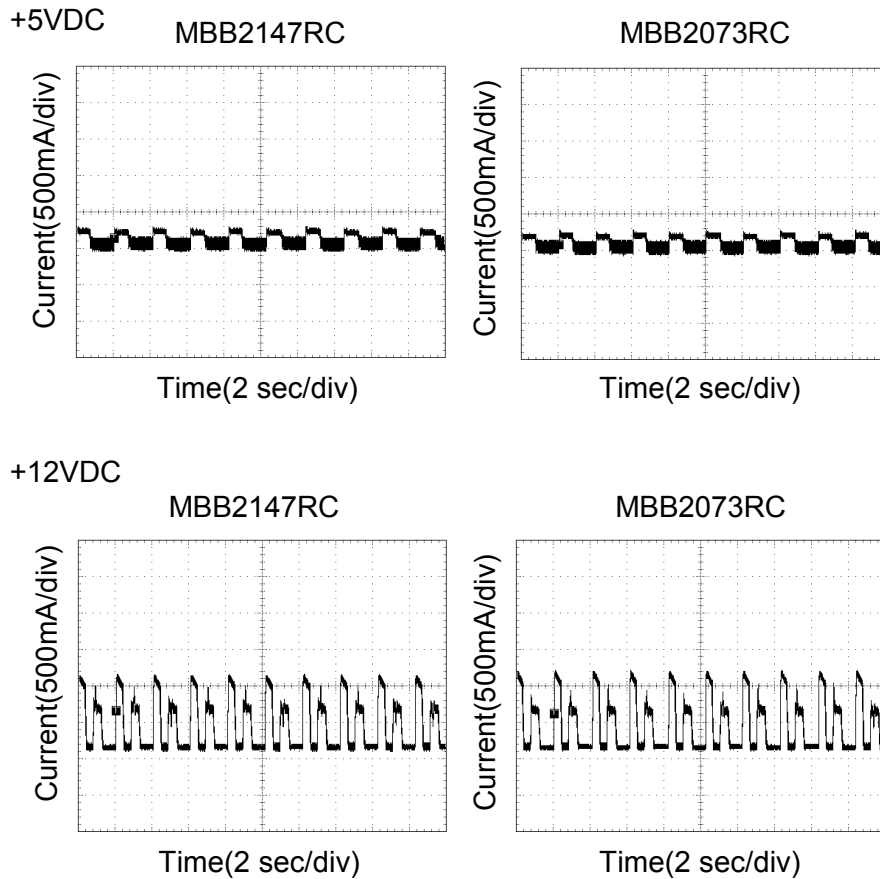 +5VDC
MBB2147RC
MBB2073RC
Current(500mA/div)
Current(500mA/div)
Time(2 sec/div)
Time(2 sec/div)
+12VDC
MBB2147RC
MBB2073RC
Current(500mA/div)
Current(500mA/div)
Time(2 sec/div)
Time(2 sec/div)